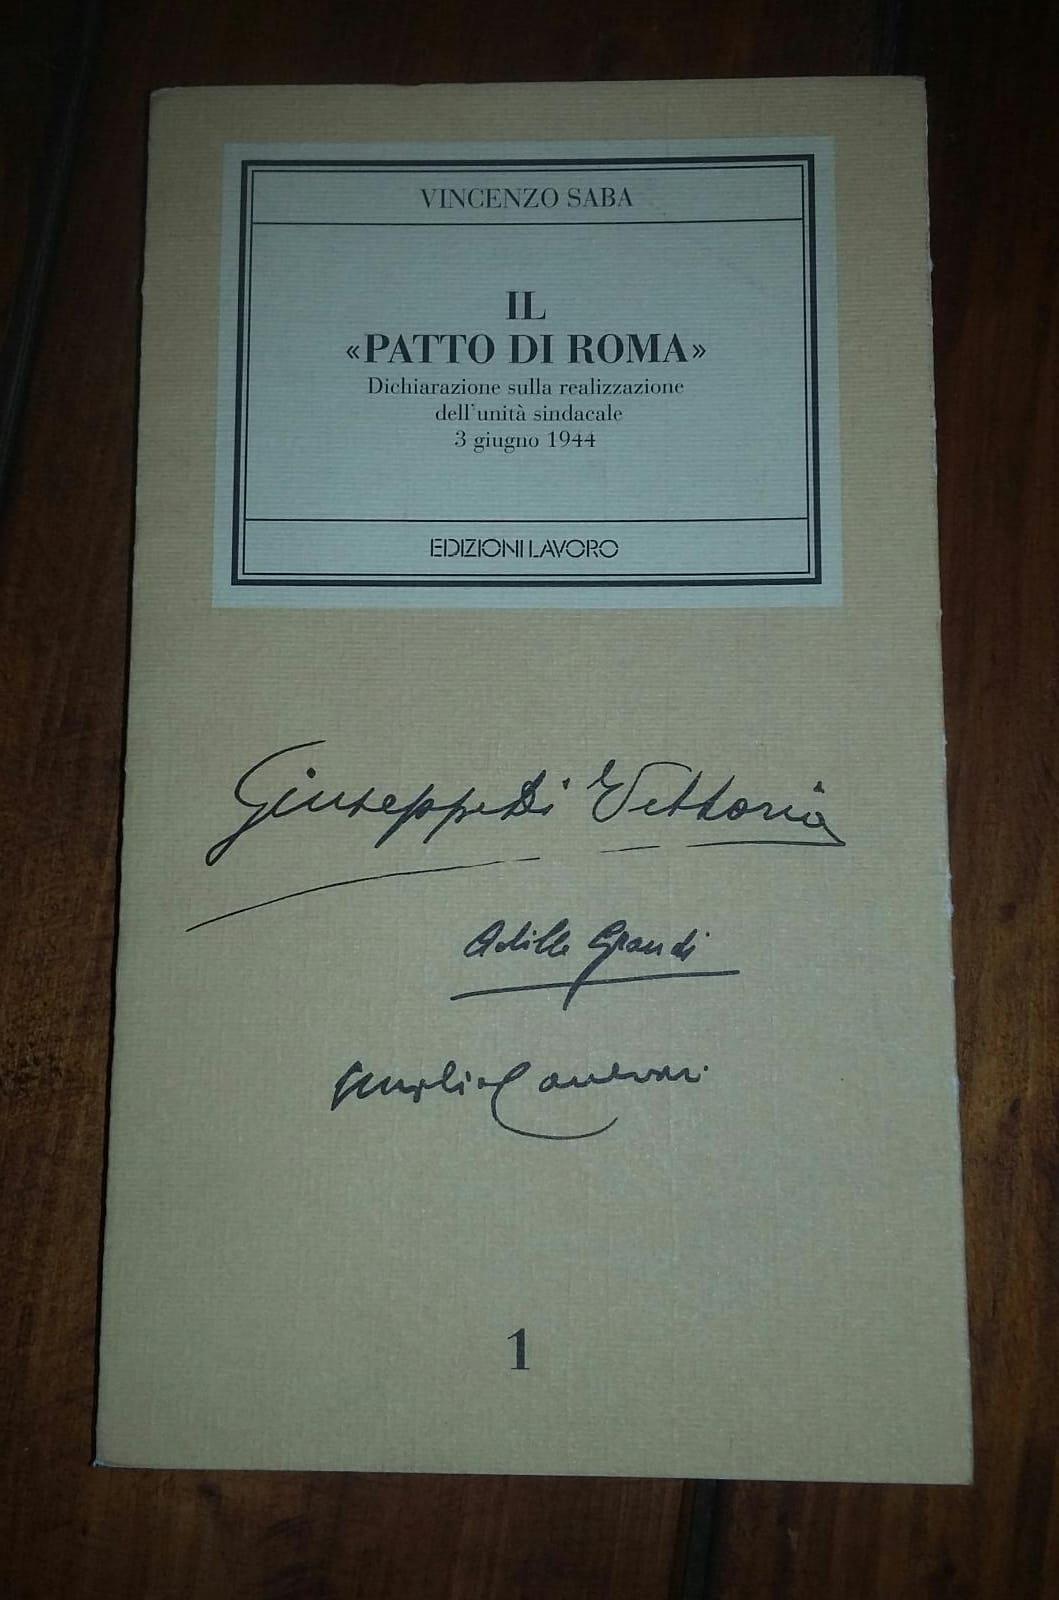 VINCENZO SABA
IL
«PATTO DI ROMA»
Dichiarazione sulla realizzazione
dell'unità sindacale
3 giugno 1944
EDIZIONI LAVORO
Giuseppe Di Vittorio
Achille Grandi
Canevari
1